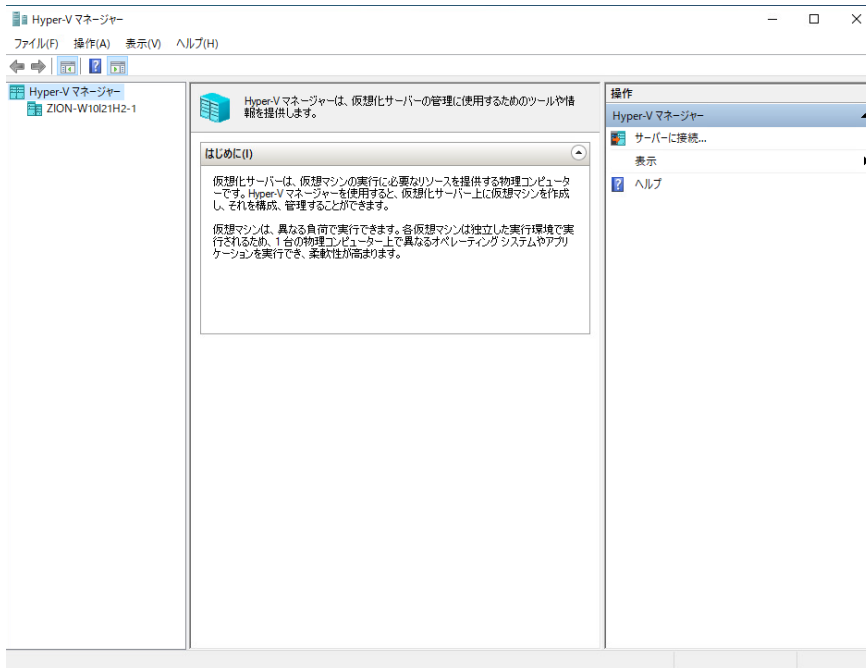 Hyper-V マネージャー
ファイル(F) 操作(A) 表示(V) ヘルプ(H)
Hyper-V マネージャー
ZION-W10I21H2-1
Hyper-V マネージャーは、仮想化サーバーの管理に使用するためのツールや情
報を提供します。
はじめに(I)
仮想化サーバーは、仮想マシンの実行に必要なリソースを提供する物理コンピュータ
ーです。Hyper-V マネージャーを使用すると、仮想化サーバー上に仮想マシンを作成
し、それを構成、管理することができます。
仮想マシンは、異なる負荷で実行できます。各仮想マシンは独立した実行環境で実
行されるため、1 台の物理コンピューター上で異なるオペレーティング システムやアプリ
ケーションを実行でき、柔軟性が高まります。
操作
Hyper-V マネージャー
サーバーに接続...
表示
ヘルプ